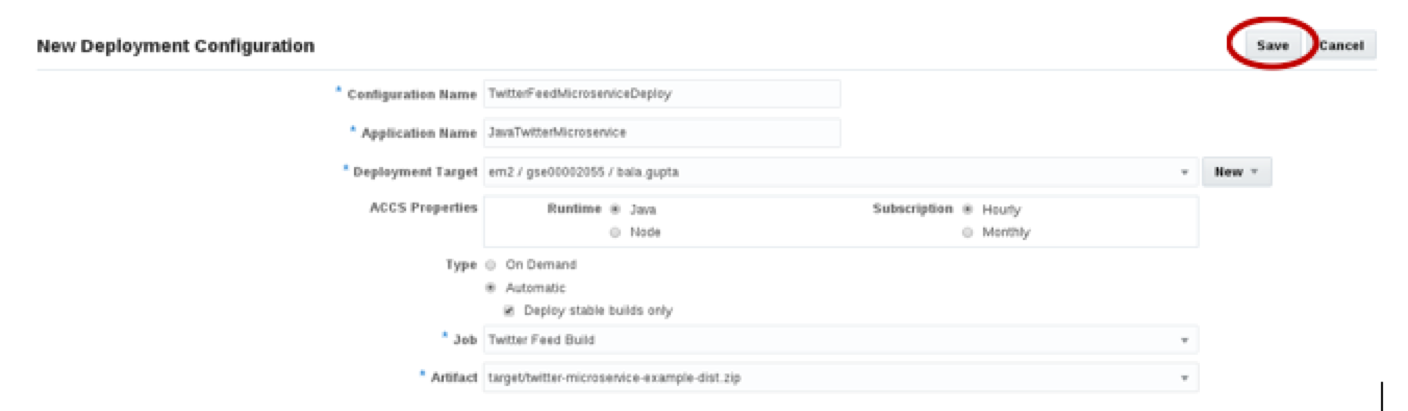 New Deployment Configuration
Save Cancel
* Configuration Name TwitterFeedMicroserviceDeploy
* Application Name JavaTwitterMicroservice
* Deployment Target em2 / gse00002055 / bala.gupta New
ACCS Properties Runtime Java Subscription Hourly
Node Monthly
Type On Demand
Automatic
Deploy stable builds only
* Job Twitter Feed Build
* Artifact target/twitter-microservice-example-dist.zip